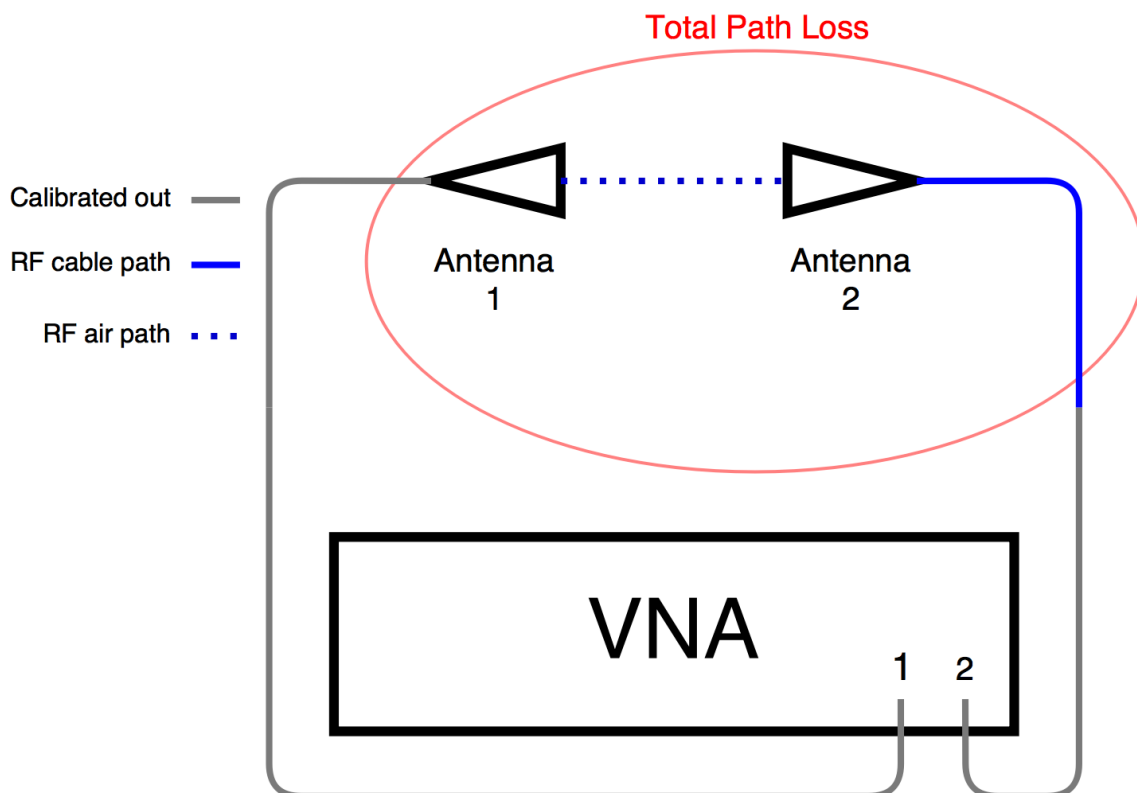 Total Path Loss
Calibrated out
RF cable path
RF air path
Antenna
1
Antenna
2
VNA
1
2